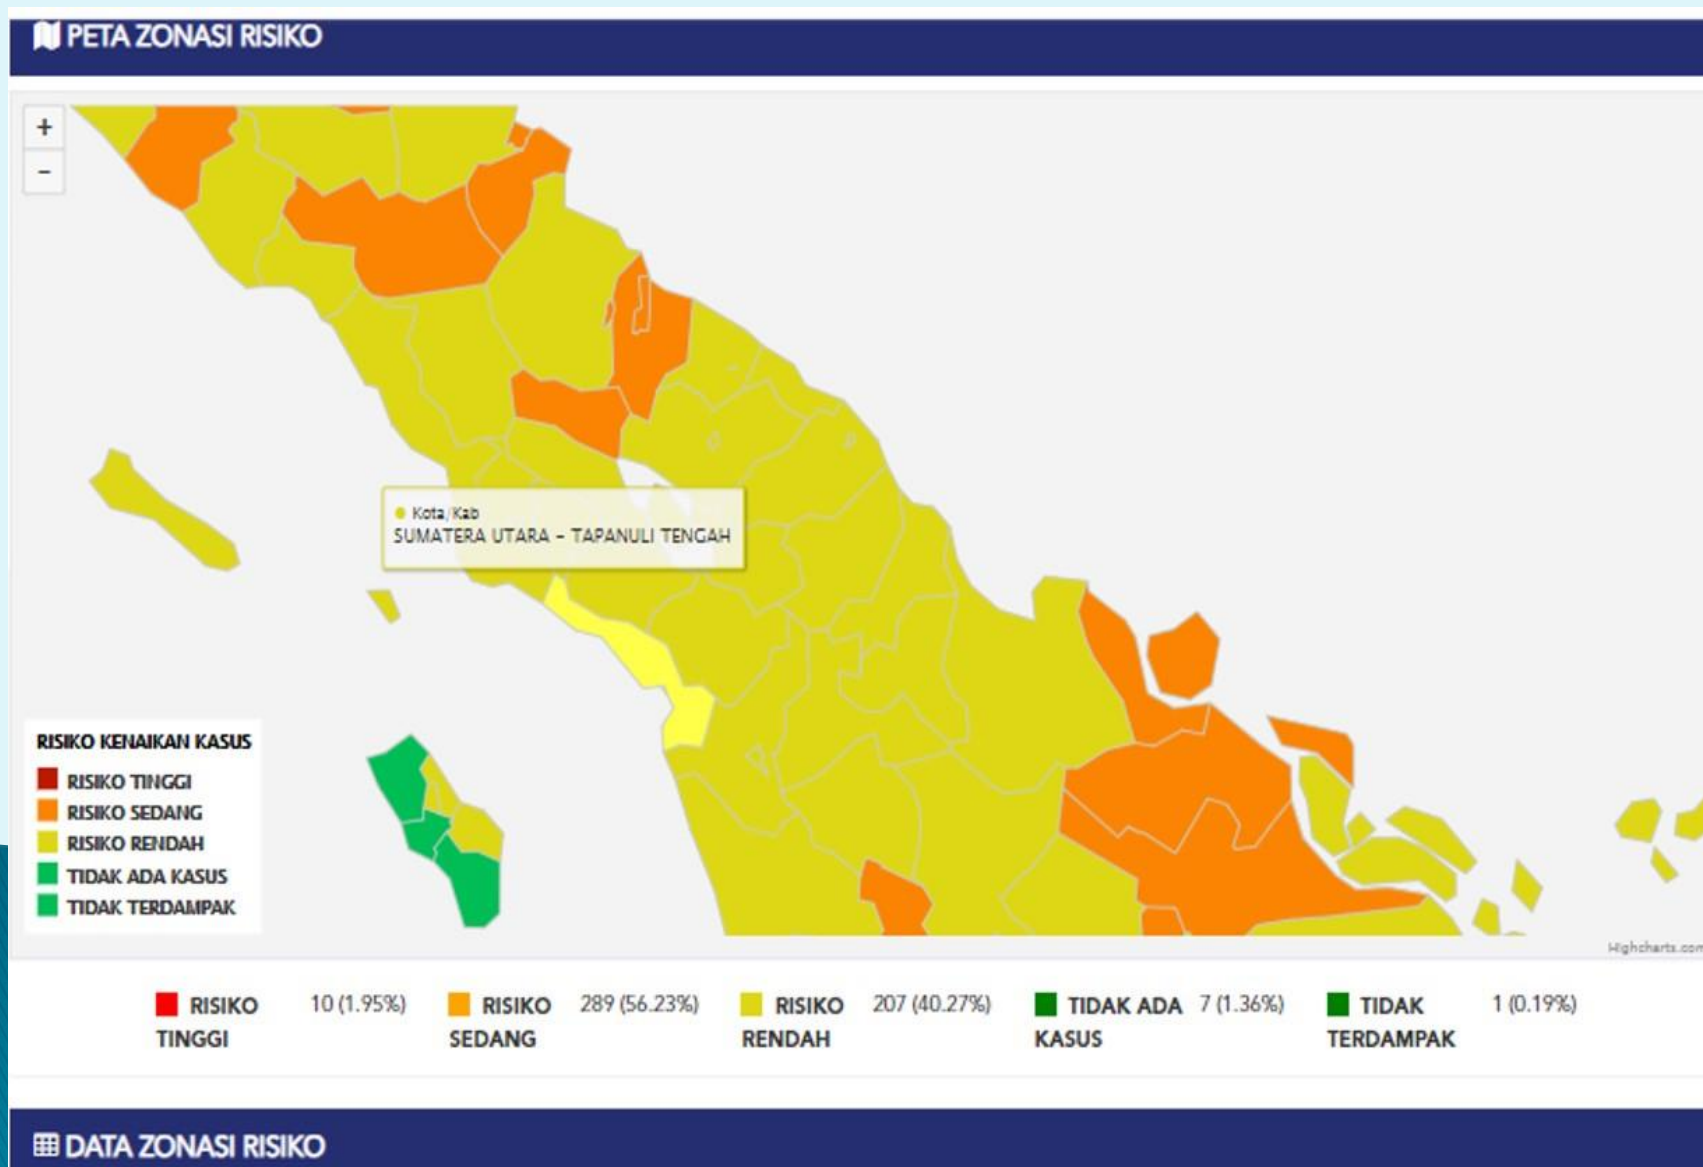 PETA ZONASI RISIKO
+
-
Kota/Kab
SUMATERA UTARA - TAPANULI TENGAH
RISIKO KENAIKAN KASUS
RISIKO TINGGI
RISIKO SEDANG
RISIKO RENDAH
TIDAK ADA KASUS
TIDAK TERDAMPAK
Highcharts.com
RISIKO TINGGI 10 (1.95%)
RISIKO SEDANG 289 (56.23%)
RISIKO RENDAH 207 (40.27%)
TIDAK ADA KASUS 7 (1.36%)
TIDAK TERDAMPAK 1 (0.19%)
DATA ZONASI RISIKO